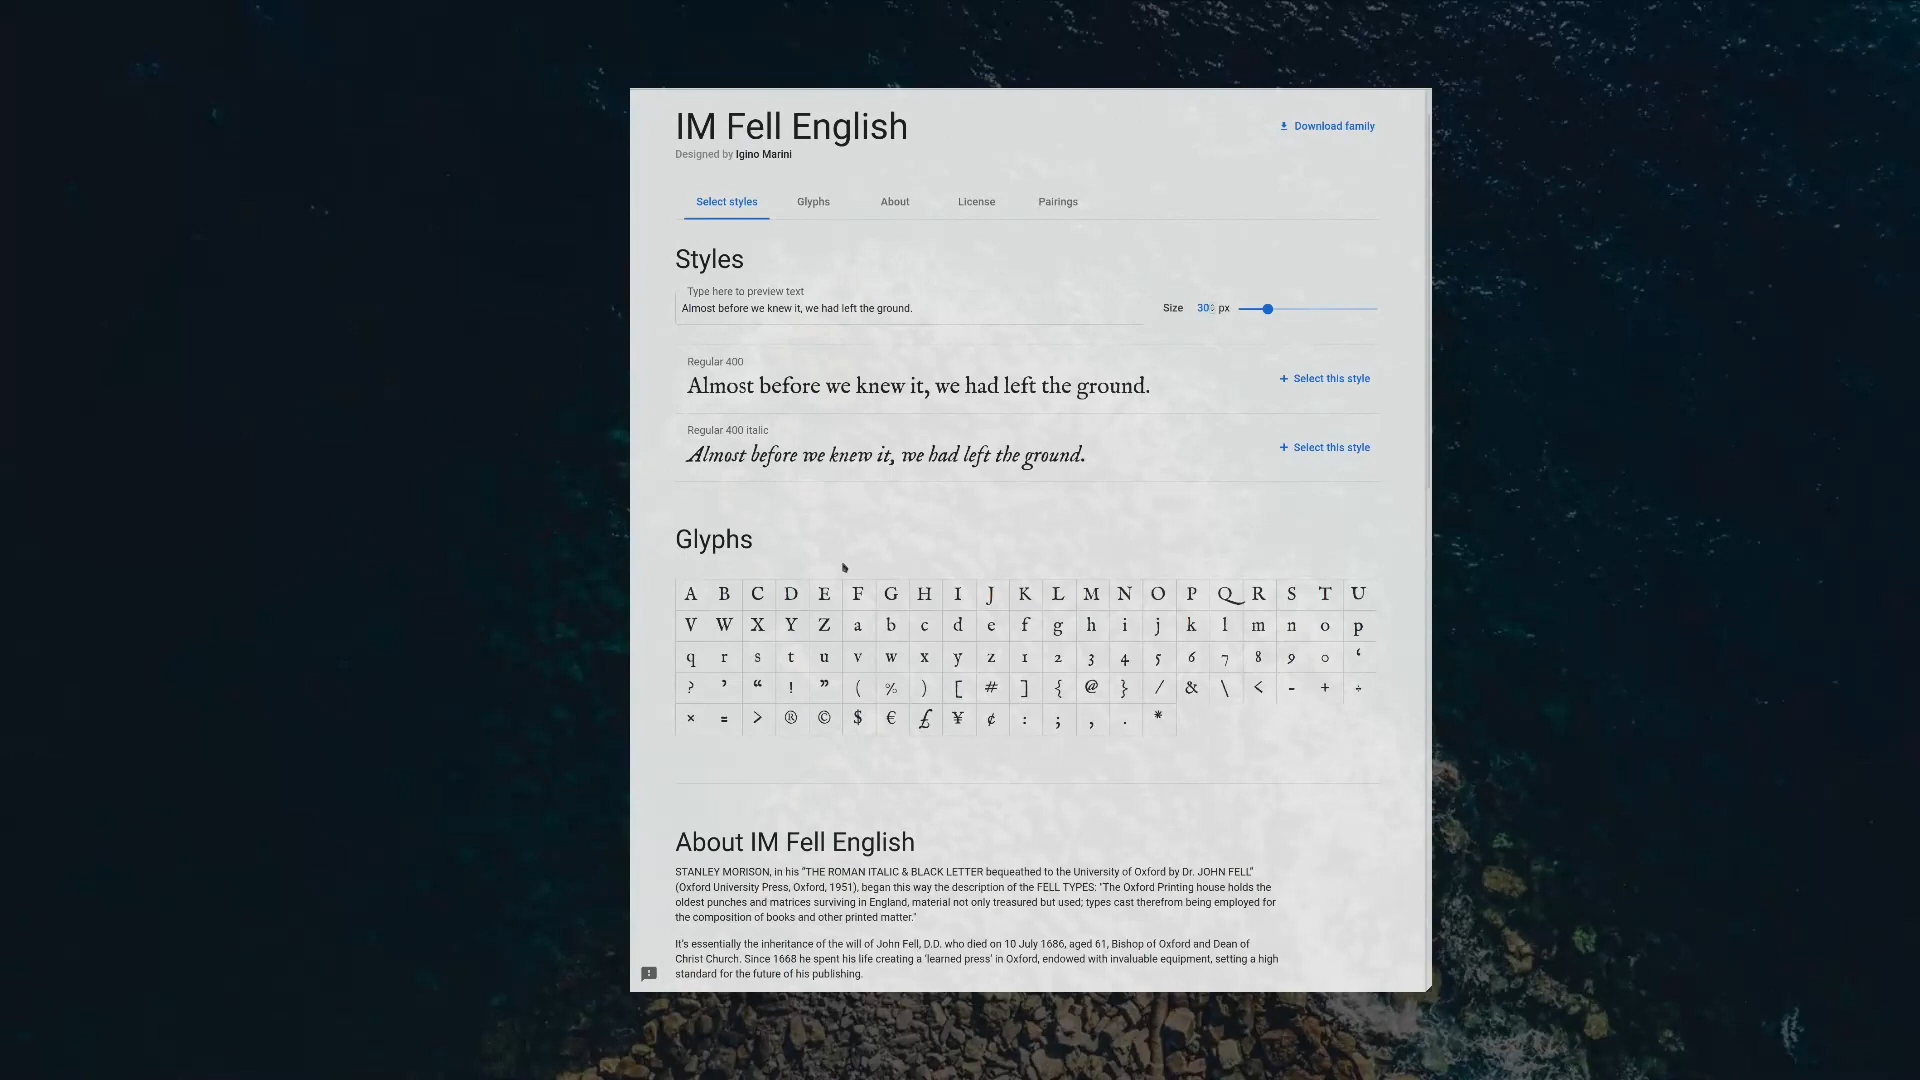 IM Fell English
Download family
Designed by Igino Marini
Select styles Glyphs About License Pairings
Styles
Type here to preview text
Almost before we knew it, we had left the ground.
Size 30 px
Regular 400
Almost before we knew it, we had left the ground.
+ Select this style
Regular 400 italic
Almost before we knew it, we had left the ground.
+ Select this style
Glyphs
A B C D E F G H I J K L M N O P Q R S T U
V W X Y Z a b c d e f g h i j k l m n o p
q r s t u v w x y z 1 2 3 4 5 6 7 8 9 0 ‘
? ’ “ ! ” ( % ) [ # ] { @ } / & \ < - + ÷
× = > ® © $ € £ ¥ ¢ : ; , . *
About IM Fell English
STANLEY MORISON, in his “THE ROMAN ITALIC & BLACK LETTER bequeathed to the University of Oxford by Dr. JOHN FELL”
(Oxford University Press, Oxford, 1951), began this way the description of the FELL TYPES: "The Oxford Printing house holds the
oldest punches and matrices surviving in England, material not only treasured but used; types cast therefrom being employed for
the composition of books and other printed matter."
It’s essentially the inheritance of the will of John Fell, D.D. who died on 10 July 1686, aged 61, Bishop of Oxford and Dean of
Christ Church. Since 1668 he spent his life creating a ‘learned press’ in Oxford, endowed with invaluable equipment, setting a high
standard for the future of his publishing.